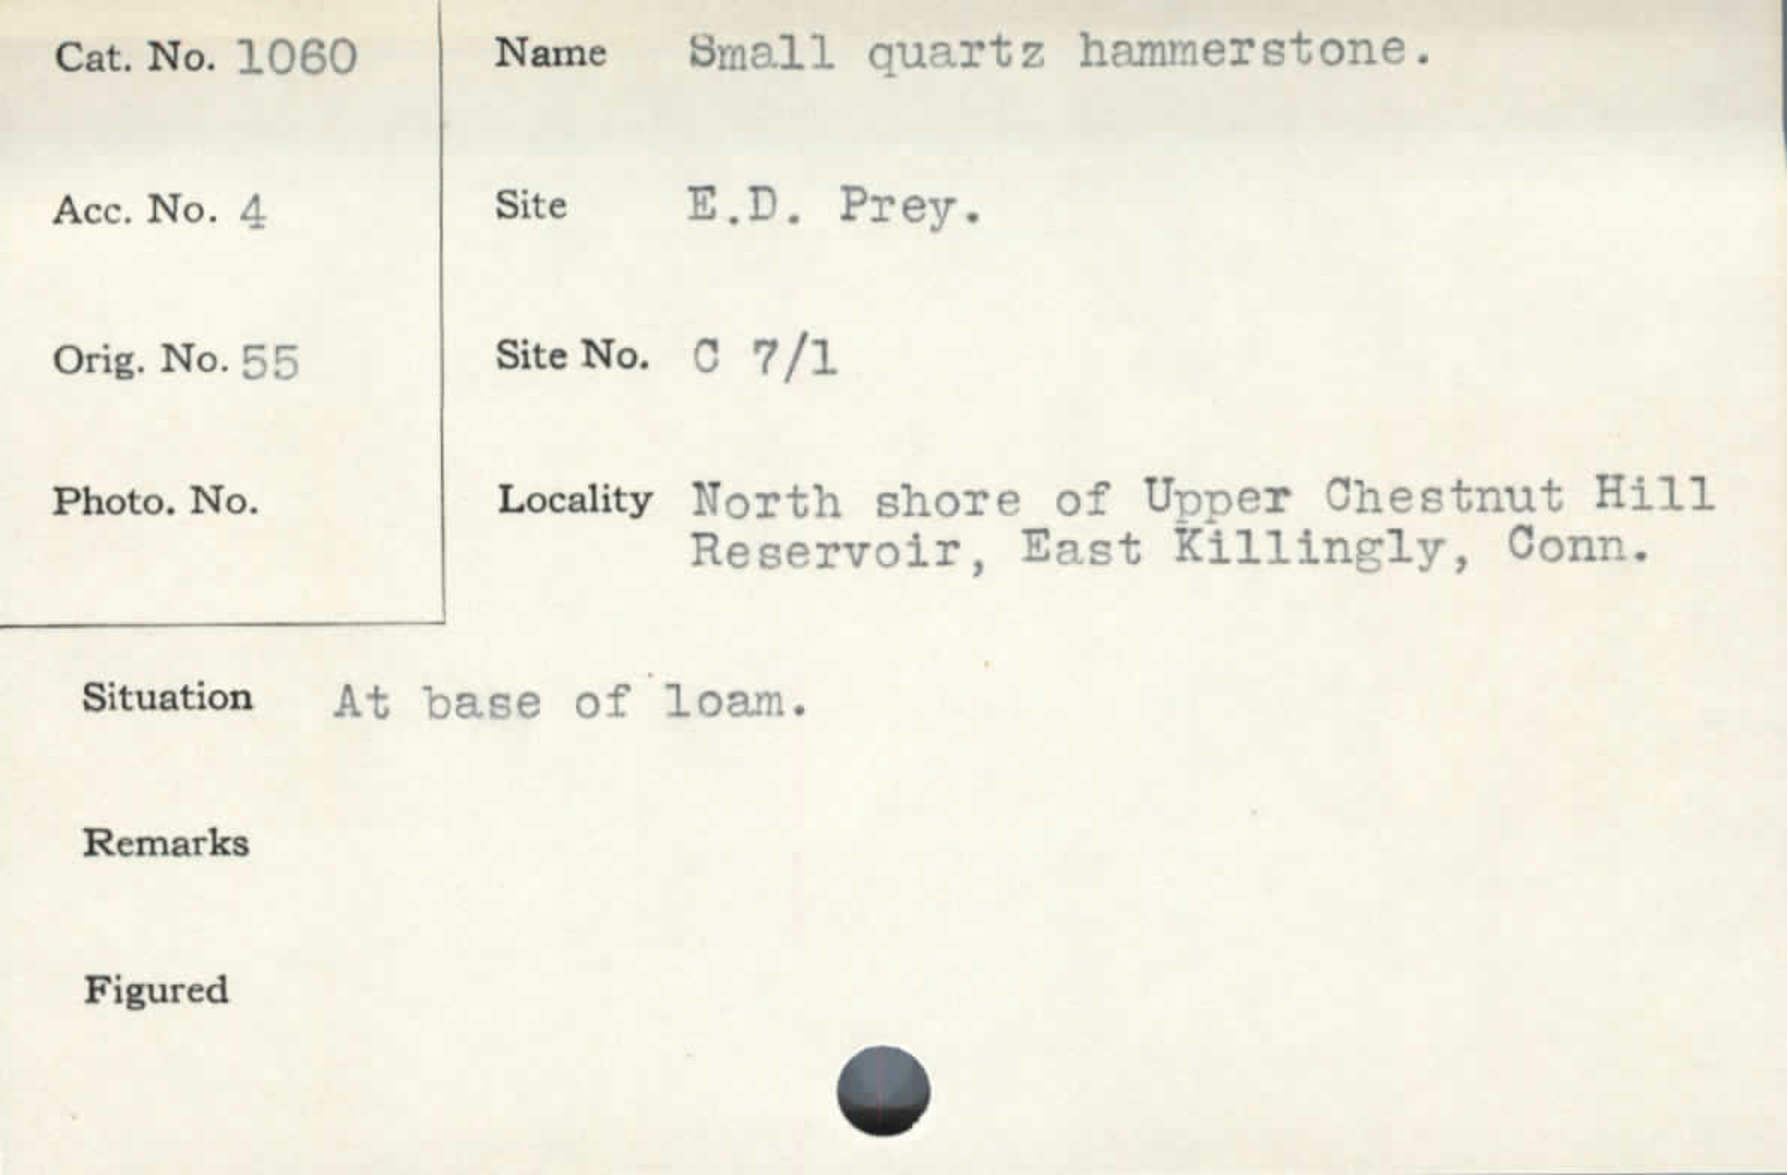 Cat. No. 1060
Acc. No. 4
Orig. No. 55
Photo. No.
Name Small quartz hammerstone.
Site E.D. Prey.
Site No. C 7/1
Locality North shore of Upper Chestnut Hill
Reservoir, East Killingly, Conn.
Situation At base of loam.
Remarks
Figured